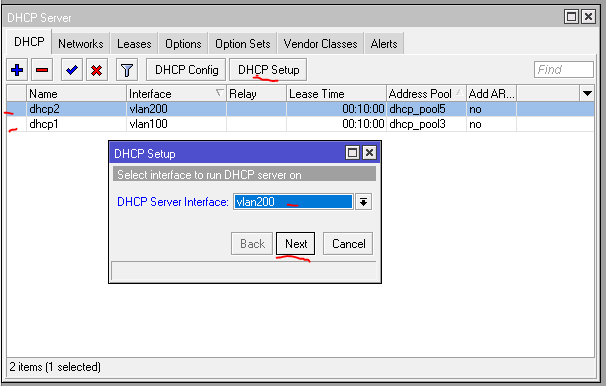 DHCP Server
DHCP Networks Leases Options Option Sets Vendor Classes Alerts
DHCP Config DHCP Setup Find
Name Interface Relay Lease Time Address Pool Add AR...
dhcp2 vlan200 00:10:00 dhcp_pool5 no
dhcp1 vlan100 00:10:00 dhcp_pool3 no
DHCP Setup
Select interface to run DHCP server on
DHCP Server Interface: vlan200
Back Next Cancel
2 items (1 selected)